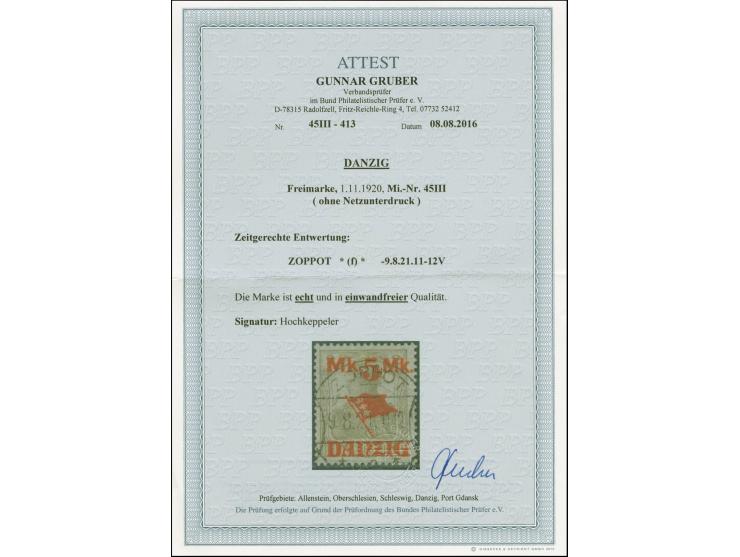 ATTEST
GUNNAR GRUBER
Verbandsprüfer
im Bund Philatelistischer Prüfer e. V.
D-78315 Radolfzell, Fritz-Reichle-Ring 4, Tel. 07732 52412
Nr. 45III - 413 Datum 08.08.2016
DANZIG
Freimarke, 1.11.1920, Mi.-Nr. 45III
( ohne Netzunterdruck )
Zeitgerechte Entwertung:
ZOPPOT * (f) * -9.8.21.11-12V
Die Marke ist echt und in einwandfreier Qualität.
Signatur: Hochkeppeler
Mk. 5 Mk.
ZOPPOT
DANZIG
Prüfgebiete: Allenstein, Oberschlesien, Schleswig, Danzig, Port Gdansk
Die Prüfung erfolgte auf Grund der Prüfordnung des Bundes Philatelistischer Prüfer e.V.